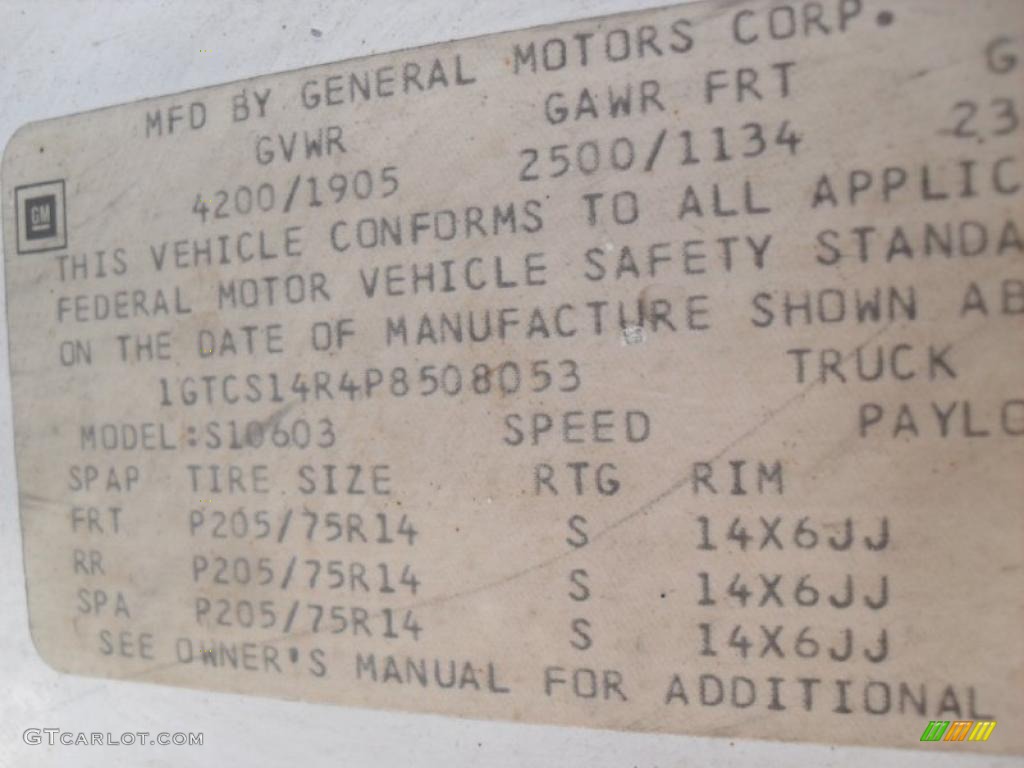 MFD BY GENERAL MOTORS CORP.
GVWR GAWR FRT G
4200/1905 2500/1134 23
GM
THIS VEHICLE CONFORMS TO ALL APPLIC
FEDERAL MOTOR VEHICLE SAFETY STANDA
ON THE DATE OF MANUFACTURE SHOWN AB
1GTCS14R4P8508053 TRUCK
MODEL:S10603 SPEED PAYLO
SPAP TIRE SIZE RTG RIM
FRT P205/75R14 S 14X6JJ
RR P205/75R14 S 14X6JJ
SPA P205/75R14 S 14X6JJ
SEE OWNER'S MANUAL FOR ADDITIONAL
GTCARLOT.COM